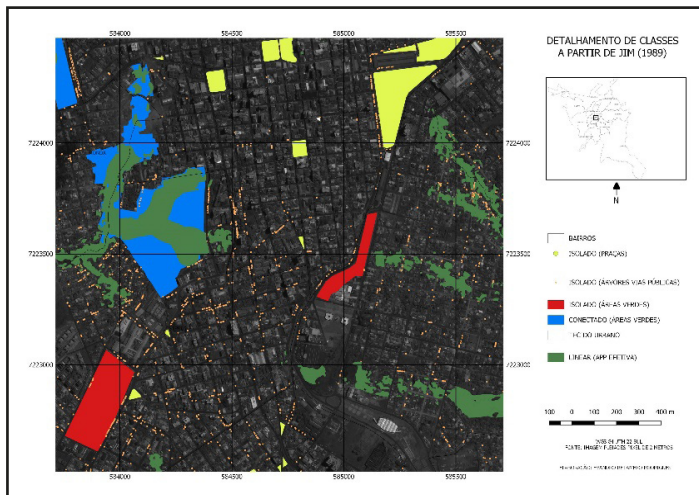 DETALHAMENTO DE CLASSES
A PARTIR DE JIM (1989)
584000
584500
585000
585500
7224000
7224000
N
7223500
7223500
BAIRROS
ISOLADO (PRAÇAS)
ISOLADO (ÁRVORES VIAS PÚBLICAS)
ISOLADO (ÁREAS VERDES)
CONECTADO (ÁREAS VERDES)
TECIDO URBANO
LINEAR (APP EFETIVA)
7223000
7223000
100 0 100 200 300 400 m
584000
584500
585000
585500